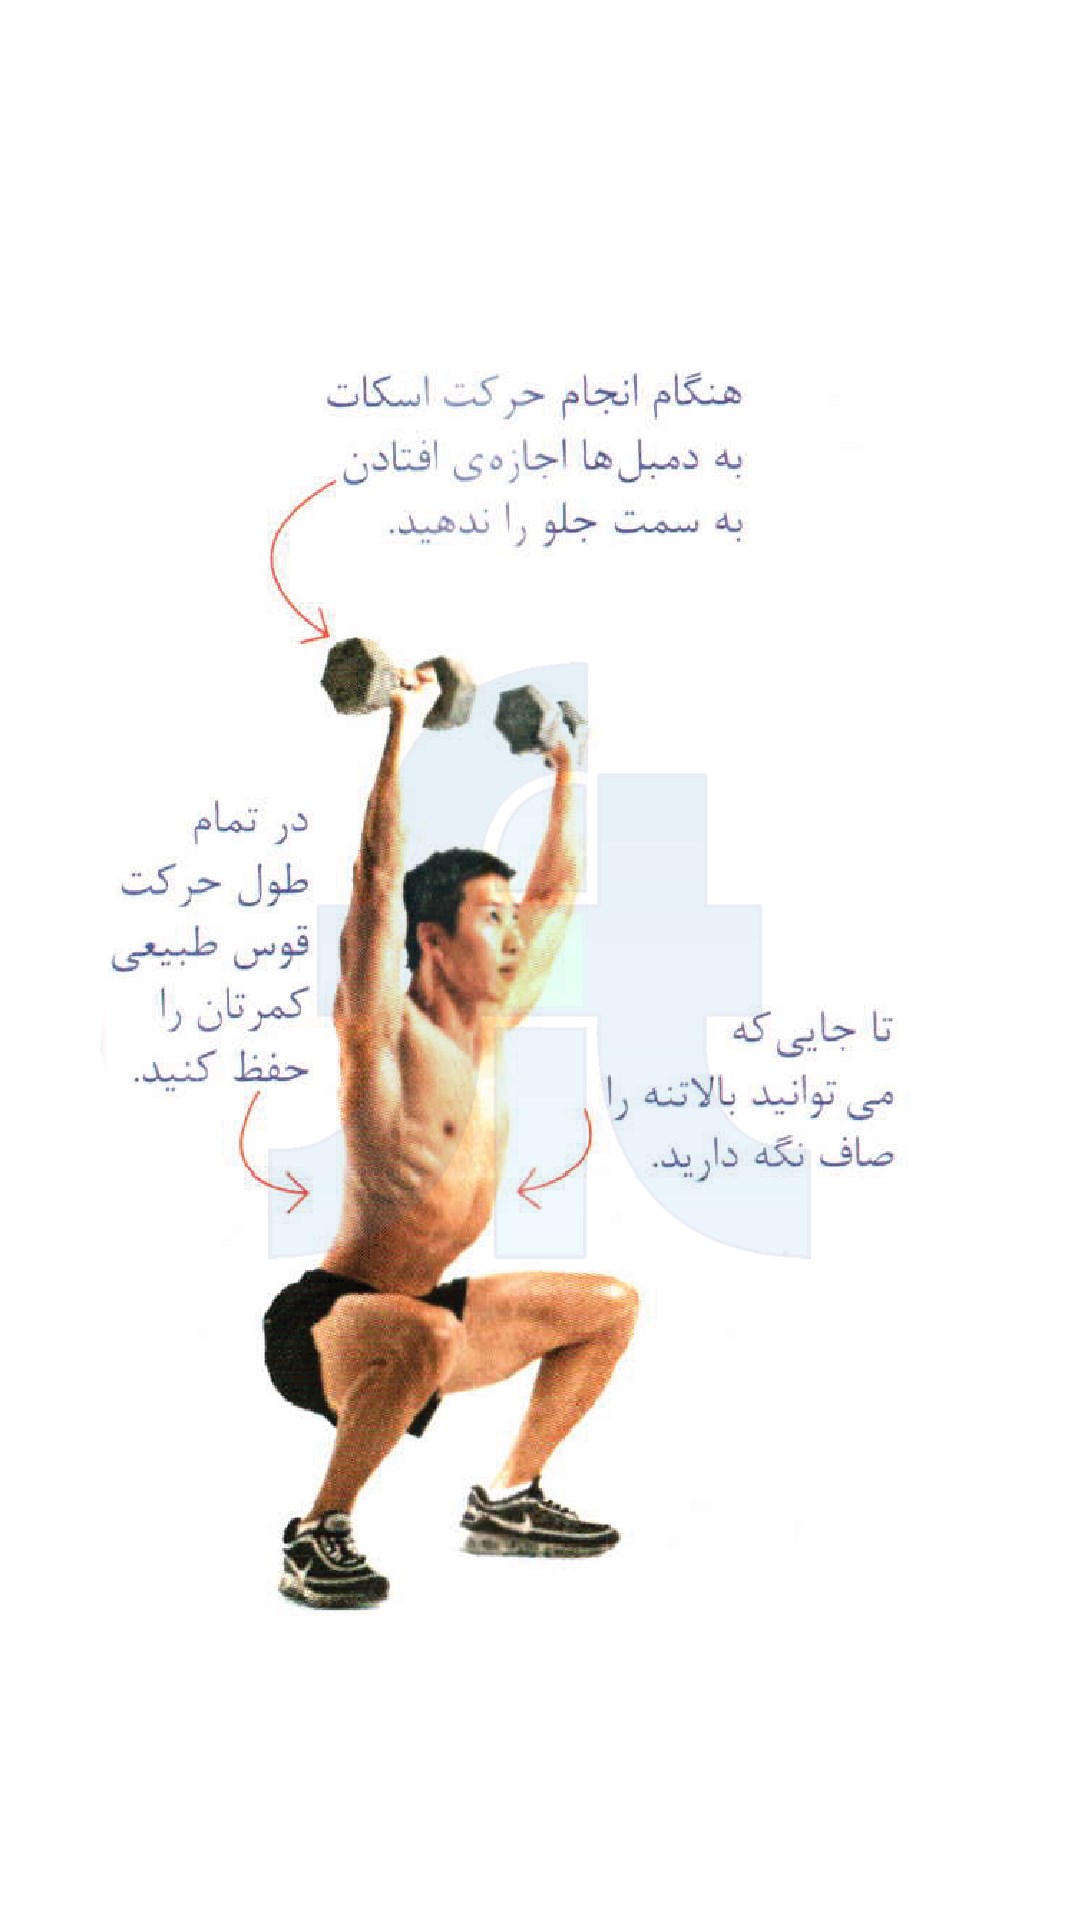 هنگام انجام حرکت اسکات
به دمبل‌ها اجازه‌ی افتادن
به سمت جلو را ندهید.
در تمام
طول حرکت
قوس طبیعی
کمرتان را
حفظ کنید.
تا جایی‌که
می‌توانید بالاتنه را
صاف نگه دارید.
fit